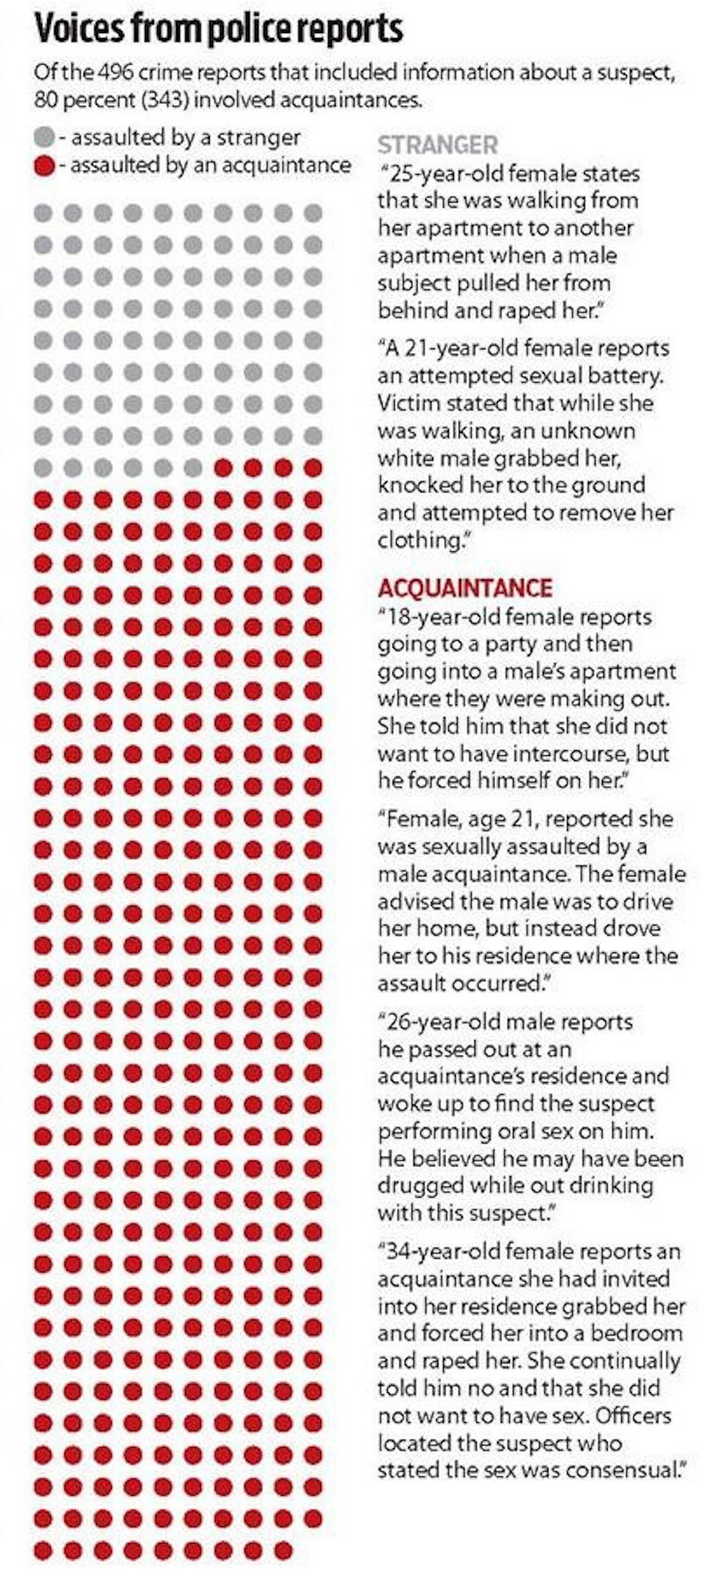 Voices from police reports
Of the 496 crime reports that included information about a suspect,
80 percent (343) involved acquaintances.
- assaulted by a stranger
- assaulted by an acquaintance
STRANGER
“25-year-old female states
that she was walking from
her apartment to another
apartment when a male
subject pulled her from
behind and raped her.”
“A 21-year-old female reports
an attempted sexual battery.
Victim stated that while she
was walking, an unknown
white male grabbed her,
knocked her to the ground
and attempted to remove her
clothing.”
ACQUAINTANCE
“18-year-old female reports
going to a party and then
going into a male’s apartment
where they were making out.
She told him that she did not
want to have intercourse, but
he forced himself on her.”
“Female, age 21, reported she
was sexually assaulted by a
male acquaintance. The female
advised the male was to drive
her home, but instead drove
her to his residence where the
assault occurred.”
“26-year-old male reports
he passed out at an
acquaintance’s residence and
woke up to find the suspect
performing oral sex on him.
He believed he may have been
drugged while out drinking
with this suspect.”
“34-year-old female reports an
acquaintance she had invited
into her residence grabbed her
and forced her into a bedroom
and raped her. She continually
told him no and that she did
not want to have sex. Officers
located the suspect who
stated the sex was consensual.”